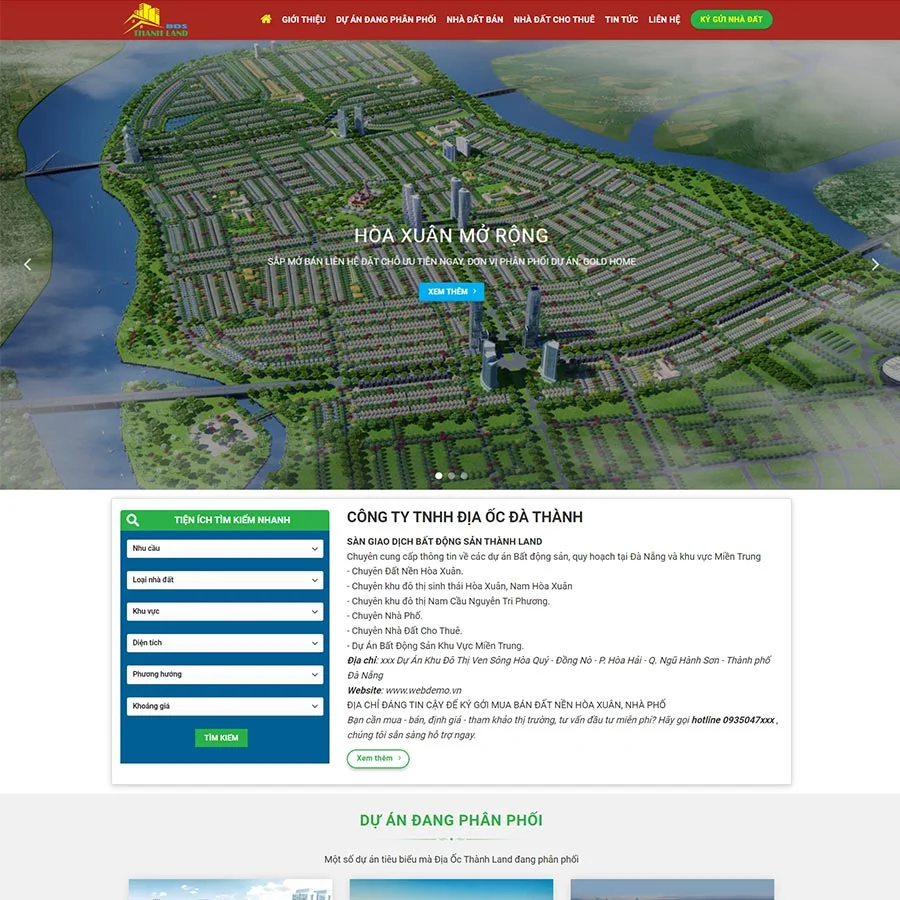 BDS
THANH LAND
GIỚI THIỆU
DỰ ÁN ĐANG PHÂN PHỐI
NHÀ ĐẤT BÁN
NHÀ ĐẤT CHO THUÊ
TIN TỨC
LIÊN HỆ
KÝ GỬI NHÀ ĐẤT
HÒA XUÂN MỞ RỘNG
SẮP MỞ BÁN LIÊN HỆ ĐẶT CHỖ ƯU TIÊN NGAY. ĐƠN VỊ PHÂN PHỐI DỰ ÁN: GOLD HOME
XEM THÊM
TIỆN ÍCH TÌM KIẾM NHANH
Nhu cầu
Loại nhà đất
Khu vực
Diện tích
Phương hướng
Khoảng giá
TÌM KIẾM
CÔNG TY TNHH ĐỊA ỐC ĐÀ THÀNH
SÀN GIAO DỊCH BẤT ĐỘNG SẢN THÀNH LAND
Chuyên cung cấp thông tin về các dự án Bất động sản, quy hoạch tại Đà Nẵng và khu vực Miền Trung
- Chuyên Đất Nền Hòa Xuân.
- Chuyên khu đô thị sinh thái Hòa Xuân, Nam Hòa Xuân
- Chuyên khu đô thị Nam Cầu Nguyễn Tri Phương.
- Chuyên Nhà Phố.
- Chuyên Nhà Đất Cho Thuê.
- Dự Án Bất Động Sản Khu Vực Miền Trung.
Địa chỉ: xxx Dự Án Khu Đô Thị Ven Sông Hòa Quý - Đồng Nò - P. Hòa Hải - Q. Ngũ Hành Sơn - Thành phố
Đà Nẵng
Website: www.webdemo.vn
ĐỊA CHỈ ĐÁNG TIN CẬY ĐỂ KÝ GỞI MUA BÁN ĐẤT NỀN HÒA XUÂN, NHÀ PHỐ
Bạn cần mua - bán, định giá - tham khảo thị trường, tư vấn đầu tư miễn phí? Hãy gọi hotline 0935047xxx ,
chúng tôi sẵn sàng hỗ trợ ngay.
Xem thêm
DỰ ÁN ĐANG PHÂN PHỐI
Một số dự án tiêu biểu mà Địa Ốc Thành Land đang phân phối